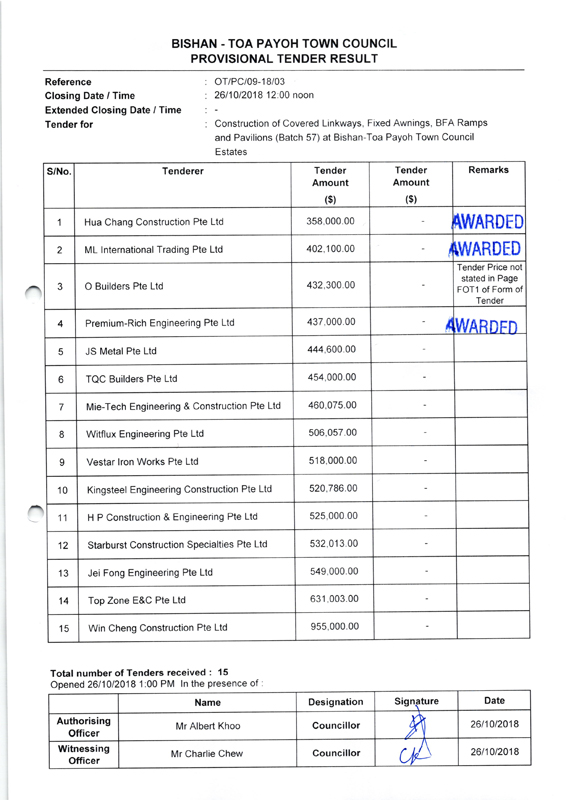 BISHAN - TOA PAYOH TOWN COUNCIL
PROVISIONAL TENDER RESULT
Reference : OT/PC/09-18/03
Closing Date / Time : 26/10/2018 12:00 noon
Extended Closing Date / Time : -
Tender for : Construction of Covered Linkways, Fixed Awnings, BFA Ramps
and Pavilions (Batch 57) at Bishan-Toa Payoh Town Council
Estates
S/No. Tenderer Tender Amount ($) Tender Amount ($) Remarks
1 Hua Chang Construction Pte Ltd 358,000.00 - AWARDED
2 ML International Trading Pte Ltd 402,100.00 - AWARDED
3 O Builders Pte Ltd 432,300.00 - Tender Price not stated in Page FOT1 of Form of Tender
4 Premium-Rich Engineering Pte Ltd 437,000.00 - AWARDED
5 JS Metal Pte Ltd 444,600.00 -
6 TQC Builders Pte Ltd 454,000.00 -
7 Mie-Tech Engineering & Construction Pte Ltd 460,075.00 -
8 Witflux Engineering Pte Ltd 506,057.00 -
9 Vestar Iron Works Pte Ltd 518,000.00 -
10 Kingsteel Engineering Construction Pte Ltd 520,786.00 -
11 H P Construction & Engineering Pte Ltd 525,000.00 -
12 Starburst Construction Specialties Pte Ltd 532,013.00 -
13 Jei Fong Engineering Pte Ltd 549,000.00 -
14 Top Zone E&C Pte Ltd 631,003.00 -
15 Win Cheng Construction Pte Ltd 955,000.00 -
Total number of Tenders received : 15
Opened 26/10/2018 1:00 PM In the presence of :
Name Designation Signature Date
Authorising Officer Mr Albert Khoo Councillor 26/10/2018
Witnessing Officer Mr Charlie Chew Councillor 26/10/2018